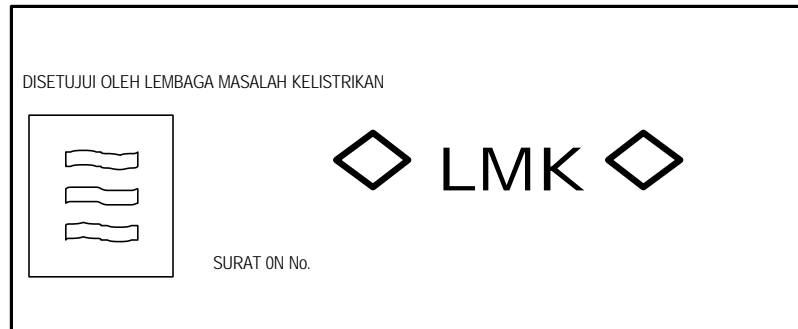 DISETUJUI OLEH LEMBAGA MASALAH KELISTRIKAN
LMK
SURAT 0N No.